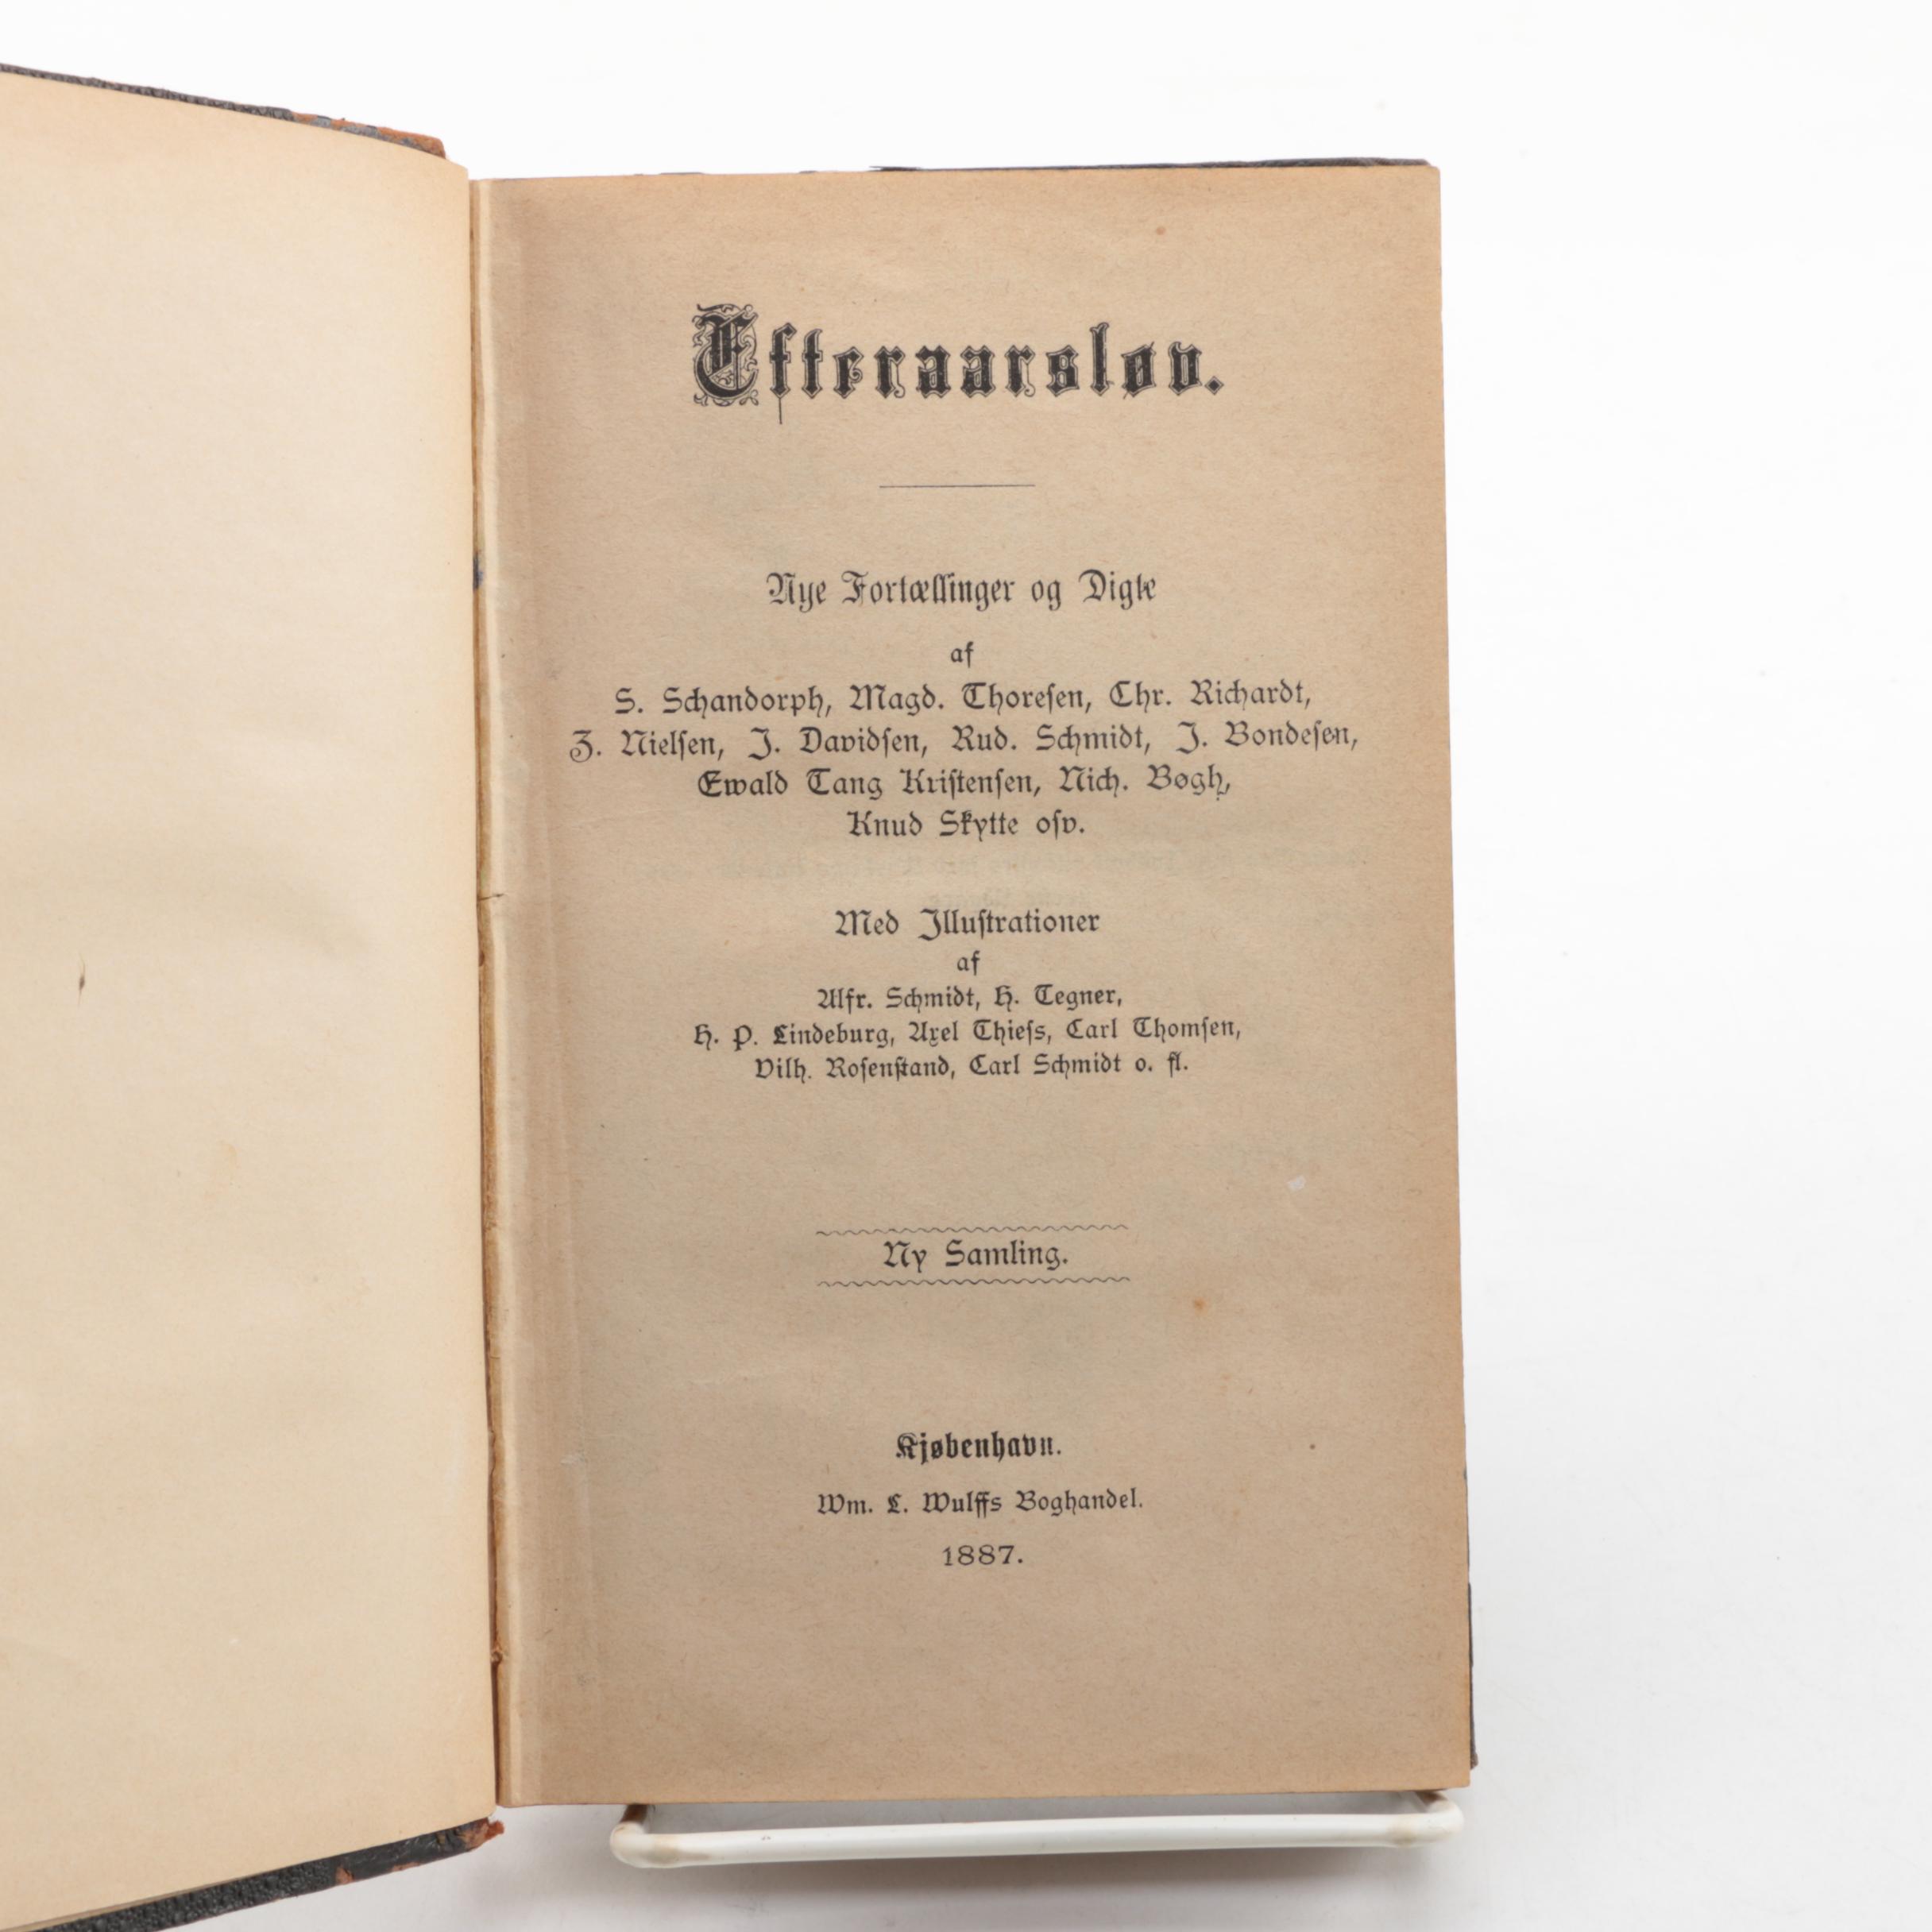 Efteraarsløv.
Nye Fortællinger og Digte
af
S. Schandorph, Magd. Thoresen, Chr. Richardt,
Z. Nielsen, J. Davidsen, Rud. Schmidt, J. Bondesen,
Ewald Tang Kristensen, Nich. Bøgh,
Knud Skytte osv.
Med Illustrationer
af
Alfr. Schmidt, H. Tegner,
H. P. Lindeburg, Axel Thiess, Carl Thomsen,
Vilh. Rosenstand, Carl Schmidt o. fl.
Ny Samling.
Kjøbenhavn.
Wm. L. Wulffs Boghandel.
1887.